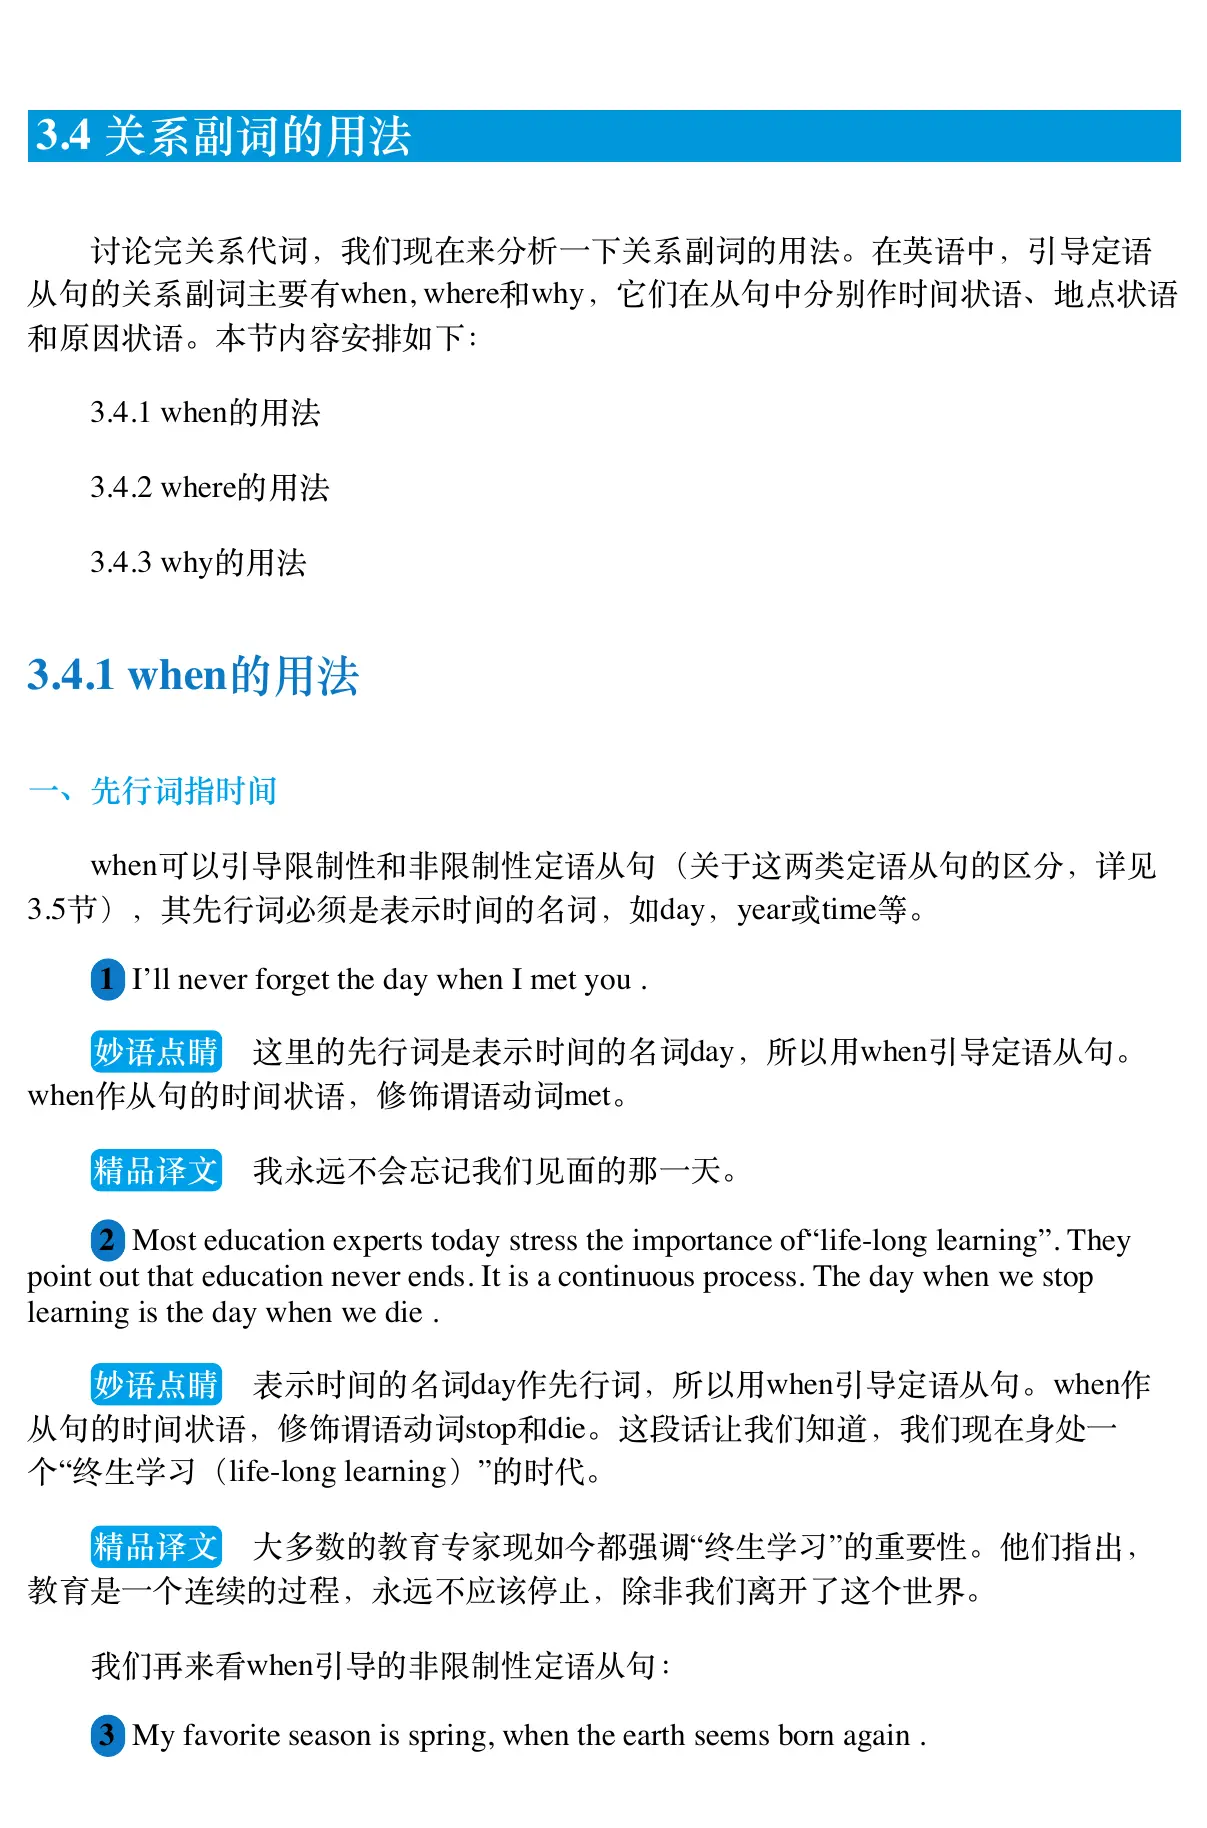 3.4 关系副词的用法
讨论完关系代词，我们现在来分析一下关系副词的用法。在英语中，引导定语
从句的关系副词主要有when, where和why，它们在从句中分别作时间状语、地点状语
和原因状语。本节内容安排如下：
3.4.1 when的用法
3.4.2 where的用法
3.4.3 why的用法
3.4.1 when的用法
一、先行词指时间
when可以引导限制性和非限制性定语从句（关于这两类定语从句的区分，详见
3.5节），其先行词必须是表示时间的名词，如day，year或time等。
1 I’ll never forget the day when I met you .
妙语点睛 这里的先行词是表示时间的名词day，所以用when引导定语从句。
when作从句的时间状语，修饰谓语动词met。
精品译文 我永远不会忘记我们见面的那一天。
2 Most education experts today stress the importance of“life-long learning”. They
point out that education never ends. It is a continuous process. The day when we stop
learning is the day when we die .
妙语点睛 表示时间的名词day作先行词，所以用when引导定语从句。when作
从句的时间状语，修饰谓语动词stop和die。这段话让我们知道，我们现在身处一
个“终生学习（life-long learning）”的时代。
精品译文 大多数的教育专家现如今都强调“终生学习”的重要性。他们指出，
教育是一个连续的过程，永远不应该停止，除非我们离开了这个世界。
我们再来看when引导的非限制性定语从句：
3 My favorite season is spring, when the earth seems born again .